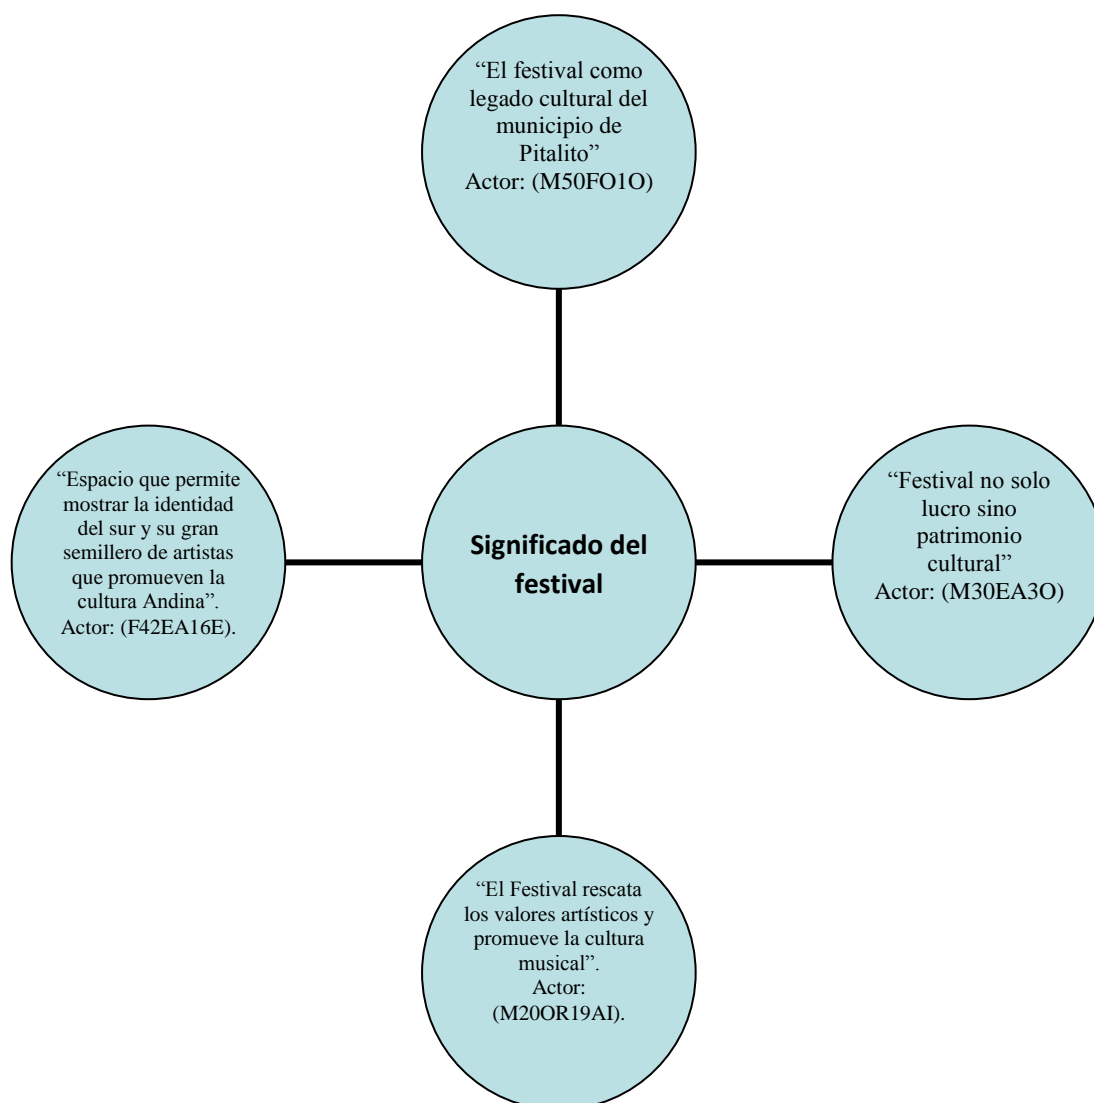 “El festival como
legado cultural del
municipio de
Pitalito”
Actor: (M50FO1O)
“Espacio que permite
mostrar la identidad
del sur y su gran
semillero de artistas
que promueven la
cultura Andina”.
Actor: (F42EA16E).
Significado del
festival
“Festival no solo
lucro sino
patrimonio
cultural”
Actor: (M30EA3O)
“El Festival rescata
los valores artísticos y
promueve la cultura
musical”.
Actor:
(M20OR19AI).